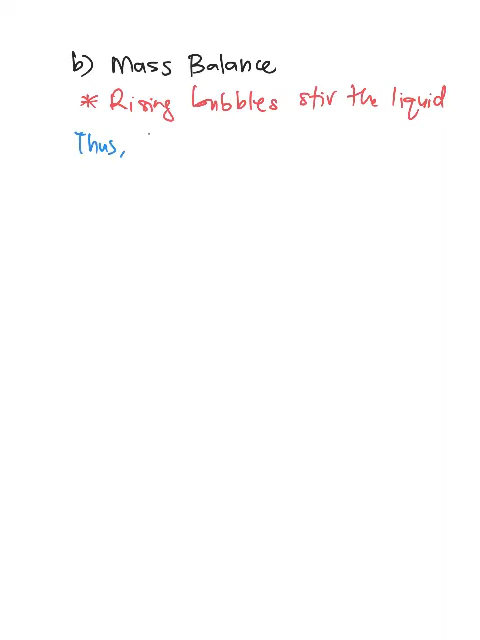 b) Mass Balance
* Rising bubbles stir the liquid
Thus,